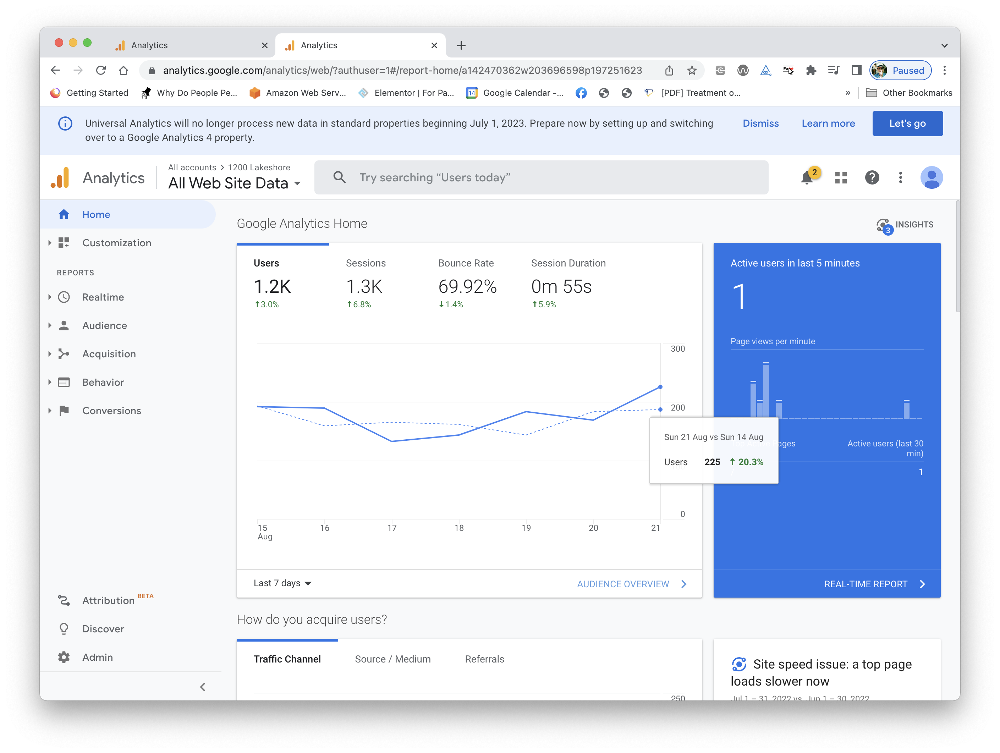 Analytics
Analytics
analytics.google.com/analytics/web/?authuser=1#/report-home/a142470362w203696598p197251623
Paused
Getting Started
Why Do People Pe...
Amazon Web Serv...
Elementor | For Pa...
14
Google Calendar -...
[PDF] Treatment o...
»
Other Bookmarks
Universal Analytics will no longer process new data in standard properties beginning July 1, 2023. Prepare now by setting up and switching
over to a Google Analytics 4 property.
Dismiss
Learn more
Let's go
Analytics
All accounts > 1200 Lakeshore
All Web Site Data
Try searching “Users today”
2
Home
Customization
REPORTS
Realtime
Audience
Acquisition
Behavior
Conversions
Attribution BETA
Discover
Admin
Google Analytics Home
3
INSIGHTS
Users
1.2K
3.0%
Sessions
1.3K
6.8%
Bounce Rate
69.92%
1.4%
Session Duration
0m 55s
5.9%
300
200
0
15
Aug
16
17
18
19
20
21
Sun 21 Aug vs Sun 14 Aug
Users 225 20.3%
Last 7 days
AUDIENCE OVERVIEW
Active users in last 5 minutes
1
Page views per minute
Top Active Pages
Active users (last 30
min)
1
REAL-TIME REPORT
How do you acquire users?
Traffic Channel
Source / Medium
Referrals
250
Site speed issue: a top page
loads slower now
Jul 1 – 31, 2022 vs. Jun 1 – 30, 2022